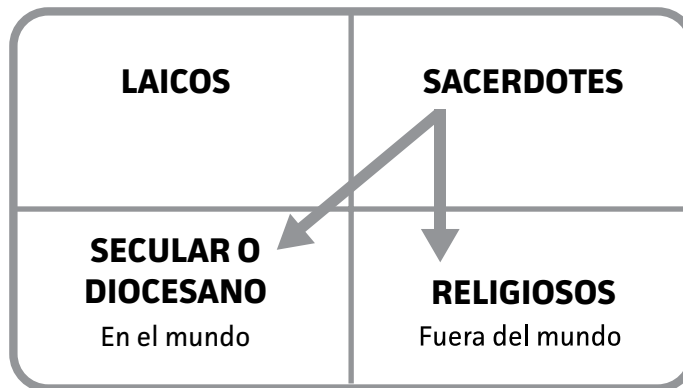 LAICOS
SACERDOTES
SECULAR O
DIOCESANO
En el mundo
RELIGIOSOS
Fuera del mundo